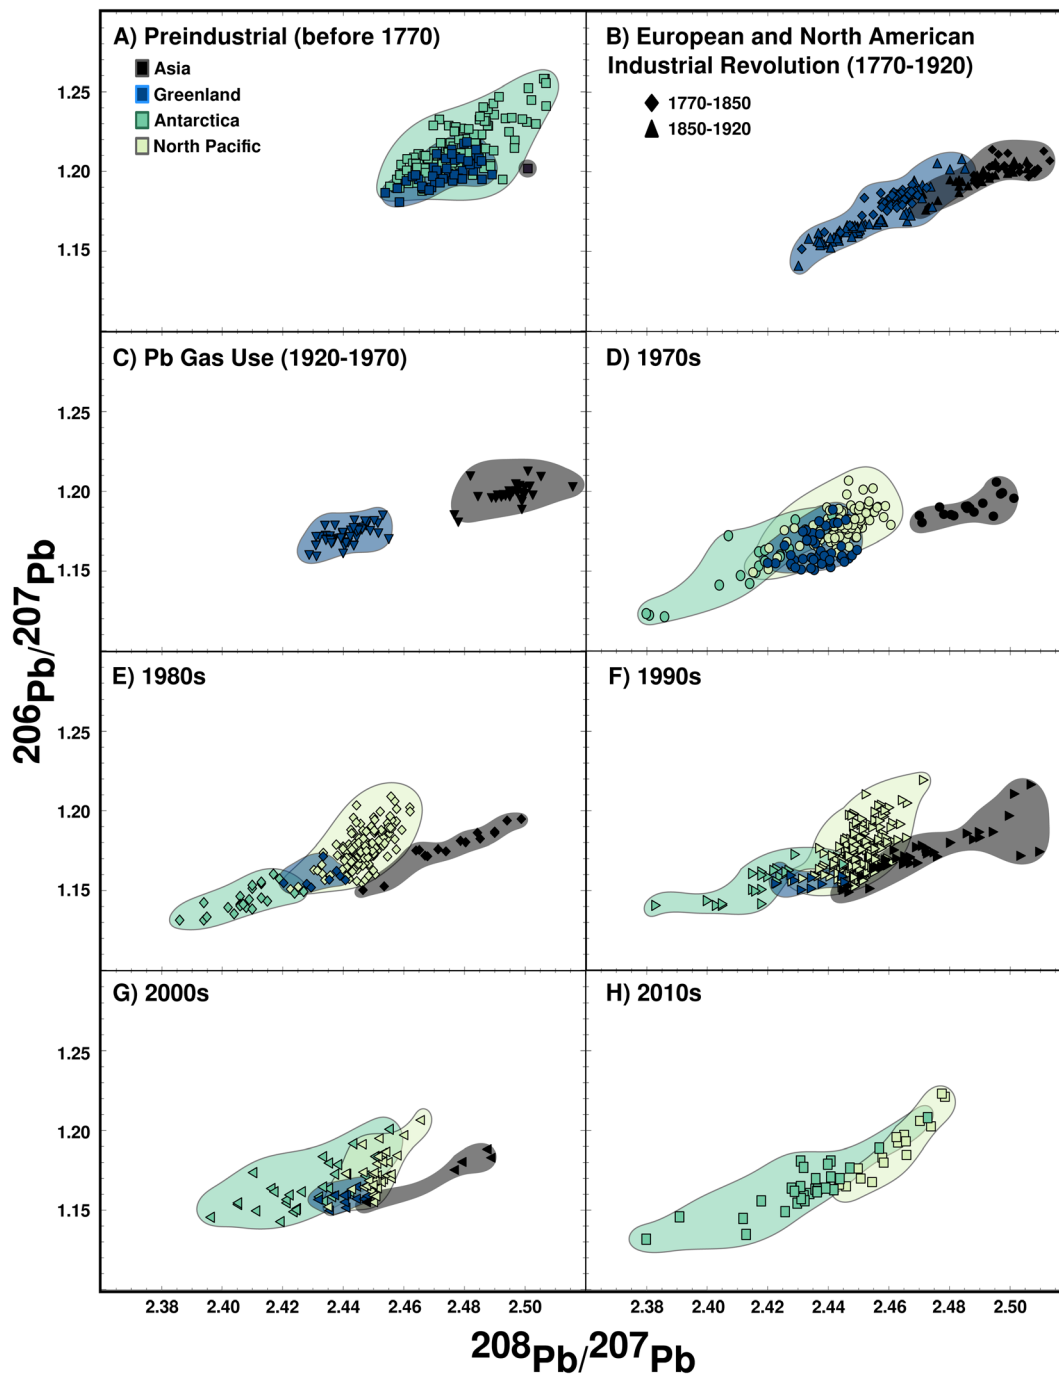 A) Preindustrial (before 1770)
Asia
Greenland
Antarctica
North Pacific
1.25
1.20
1.15
B) European and North American
Industrial Revolution (1770-1920)
1770-1850
1850-1920
C) Pb Gas Use (1920-1970)
1.25
1.20
1.15
D) 1970s
E) 1980s
1.25
1.20
1.15
F) 1990s
G) 2000s
1.25
1.20
1.15
H) 2010s
206Pb/207Pb
2.38 2.40 2.42 2.44 2.46 2.48 2.50
2.38 2.40 2.42 2.44 2.46 2.48 2.50
208Pb/207Pb